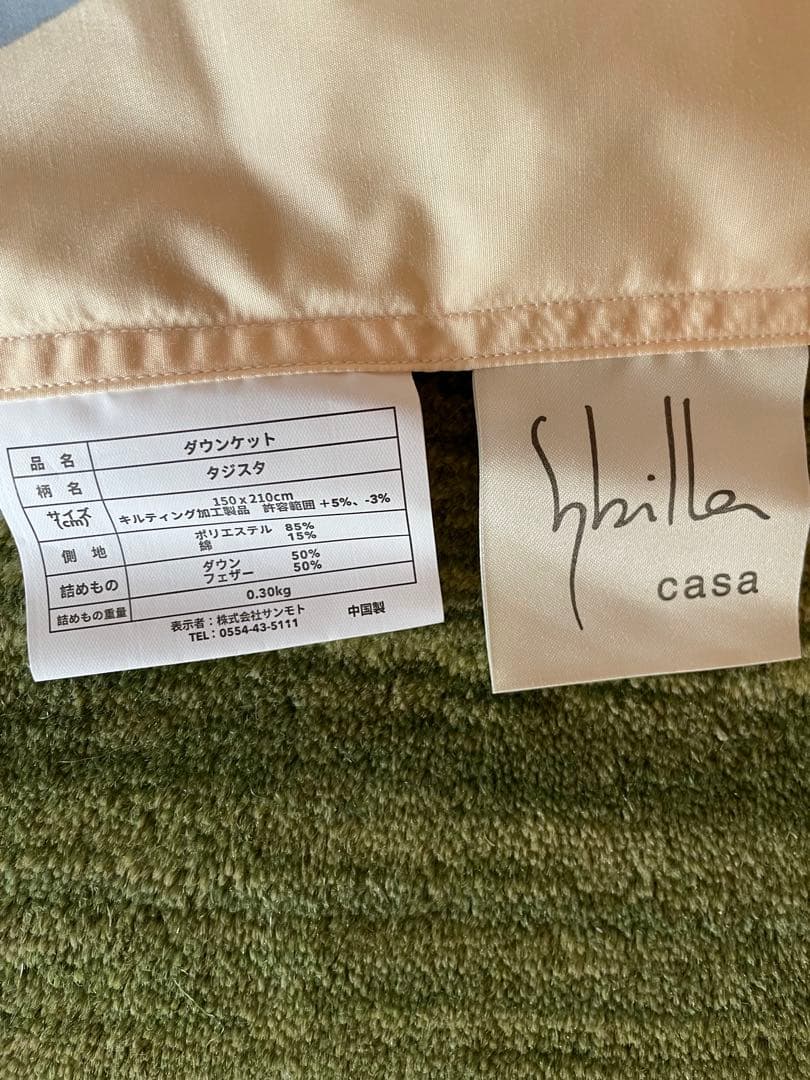 品 名 ダウンケット
柄 名 タジスタ
サイズ(cm) 150x210cm
キルティング加工製品 許容範囲 +5%、-3%
側 地 ポリエステル 85%
綿 15%
詰めもの ダウン 50%
フェザー 50%
詰めもの重量 0.30kg
表示者:株式会社サンモト 中国製
TEL:0554-43-5111
Sybilla
casa